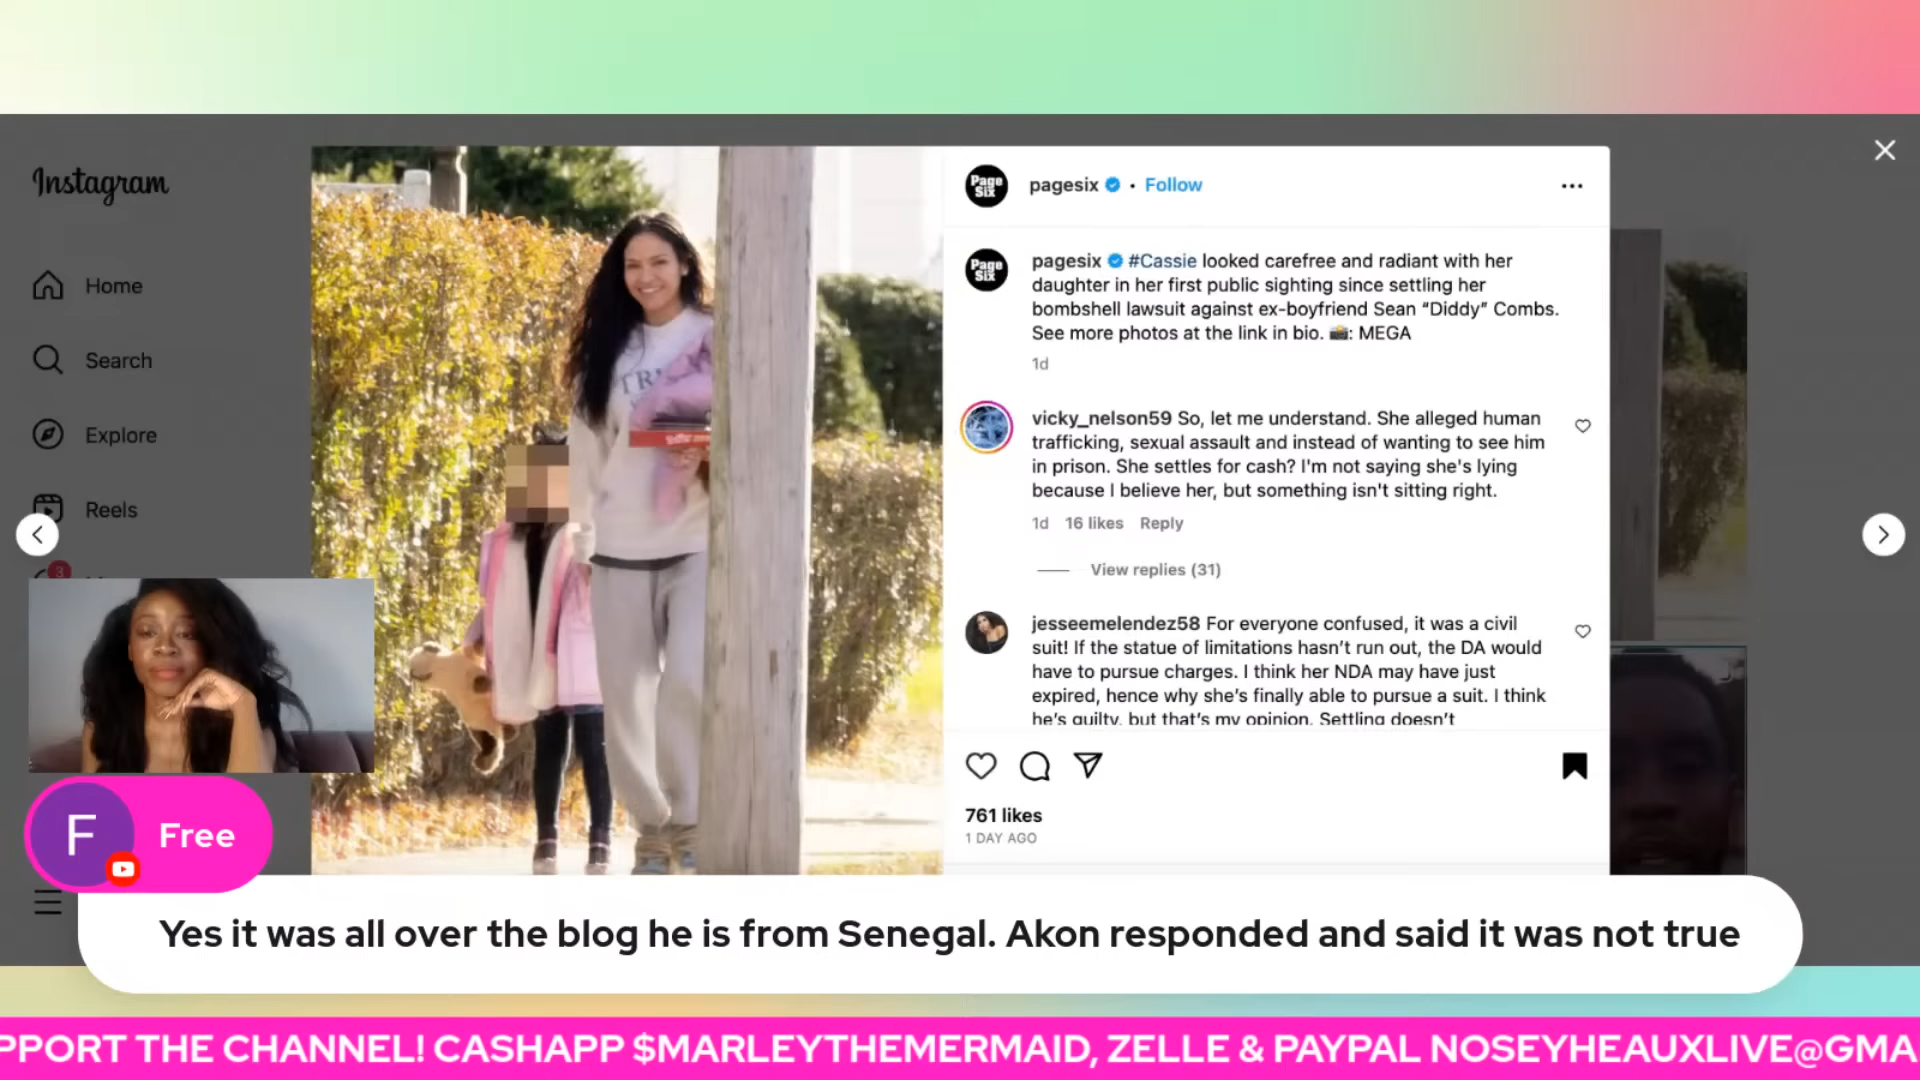 Instagram
Home
Search
Explore
Reels
3
Page
Six
pagesix • Follow
Page
Six
pagesix #Cassie looked carefree and radiant with her
daughter in her first public sighting since settling her
bombshell lawsuit against ex-boyfriend Sean “Diddy” Combs.
See more photos at the link in bio. 📸: MEGA
1d
vicky_nelson59 So, let me understand. She alleged human
trafficking, sexual assault and instead of wanting to see him
in prison. She settles for cash? I'm not saying she's lying
because I believe her, but something isn't sitting right.
1d 16 likes Reply
View replies (31)
jesseemelendez58 For everyone confused, it was a civil
suit! If the statue of limitations hasn’t run out, the DA would
have to pursue charges. I think her NDA may have just
expired, hence why she’s finally able to pursue a suit. I think
he’s guilty, but that’s my opinion. Settling doesn’t
761 likes
1 DAY AGO
F
Free
Yes it was all over the blog he is from Senegal. Akon responded and said it was not true
PPORT THE CHANNEL! CASHAPP $MARLEYTHEMERMAID, ZELLE & PAYPAL NOSEYHEAUXLIVE@GMA